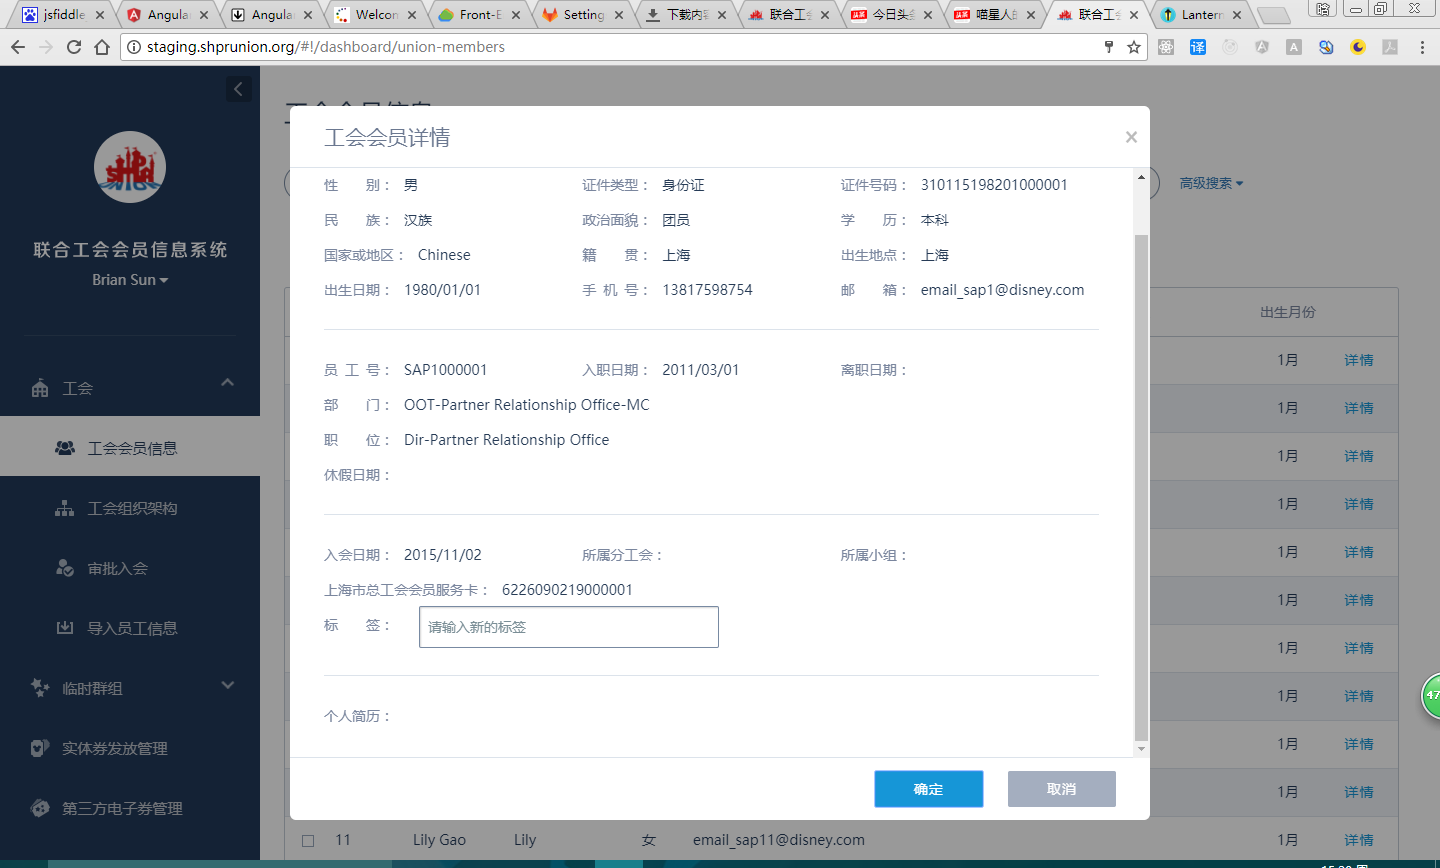 jsfiddle
Angula
Angula
Welcon
Front-E
Setting
下载内容
联合工会
今日头条
喵星人的
联合工会
Lantern
staging.shprunion.org/#!/dashboard/union-members
译
联合工会会员信息系统
Brian Sun
工会
工会会员信息
工会组织架构
审批入会
导入员工信息
临时群组
实体券发放管理
第三方电子券管理
工会会员信息
高级搜索
工会会员详情 ×
性 别： 男 证件类型： 身份证 证件号码： 310115198201000001
民 族： 汉族 政治面貌： 团员 学 历： 本科
国家或地区： Chinese 籍 贯： 上海 出生地点： 上海
出生日期： 1980/01/01 手 机 号： 13817598754 邮 箱： email_sap1@disney.com
员 工 号： SAP1000001 入职日期： 2011/03/01 离职日期：
部 门： OOT-Partner Relationship Office-MC
职 位： Dir-Partner Relationship Office
休假日期：
入会日期： 2015/11/02 所属分工会： 所属小组：
上海市总工会会员服务卡： 6226090219000001
标 签： 请输入新的标签
个人简历：
确定 取消
出生月份
1月 详情
1月 详情
1月 详情
1月 详情
1月 详情
1月 详情
1月 详情
1月 详情
1月 详情
1月 详情
11 Lily Gao Lily 女 email_sap11@disney.com 1月 详情
47